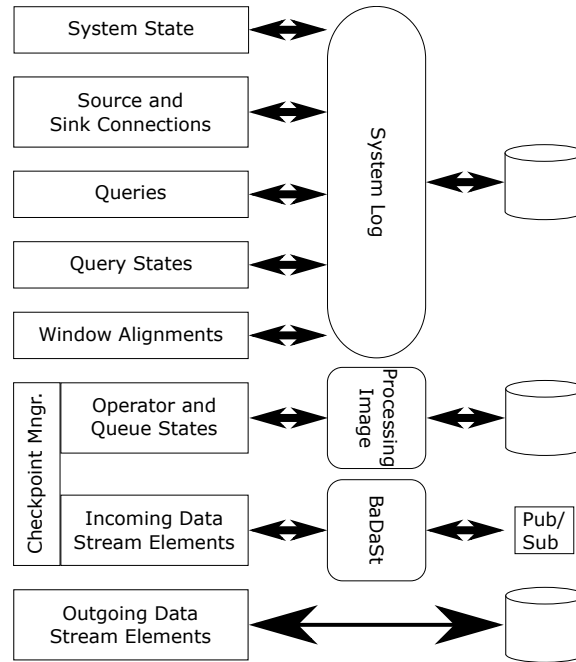 System State
Source and
Sink Connections
Queries
Query States
Window Alignments
System Log
Checkpoint Mngr.
Operator and
Queue States
Processing
Image
Incoming Data
Stream Elements
BaDaSt
Pub/
Sub
Outgoing Data
Stream Elements